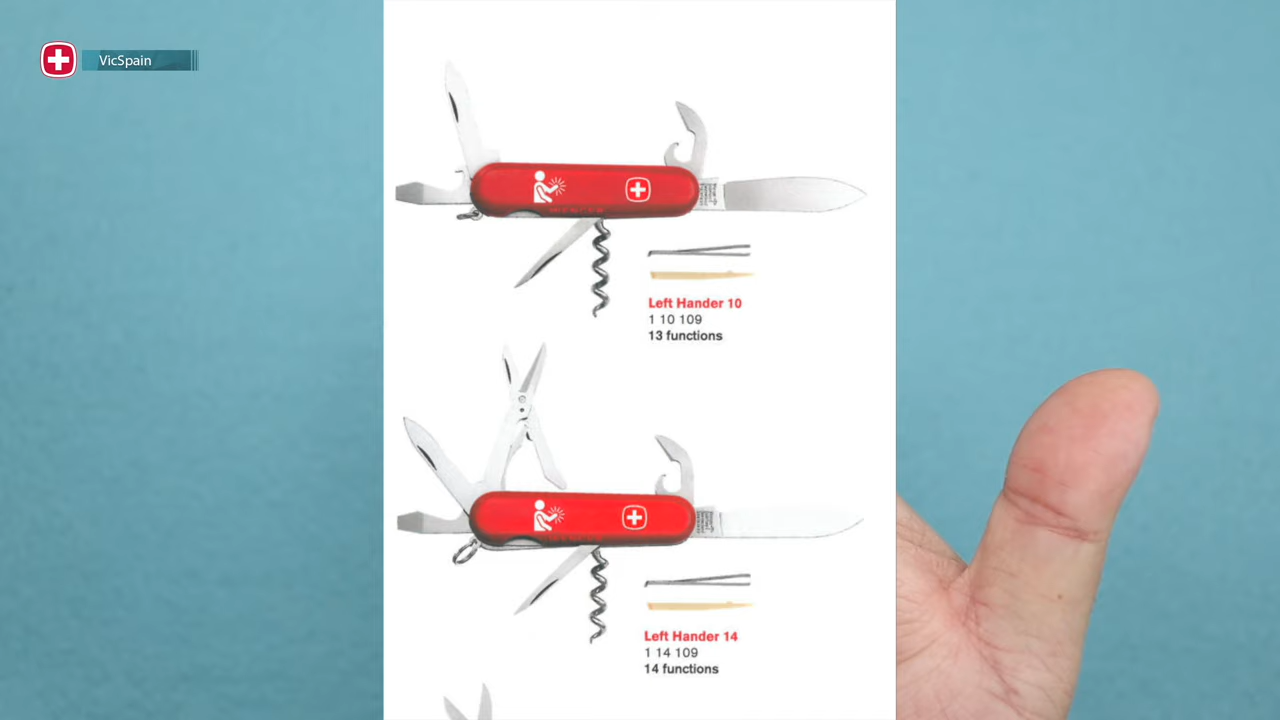 VicSpain
Left Hander 10
1 10 109
13 functions
Left Hander 14
1 14 109
14 functions